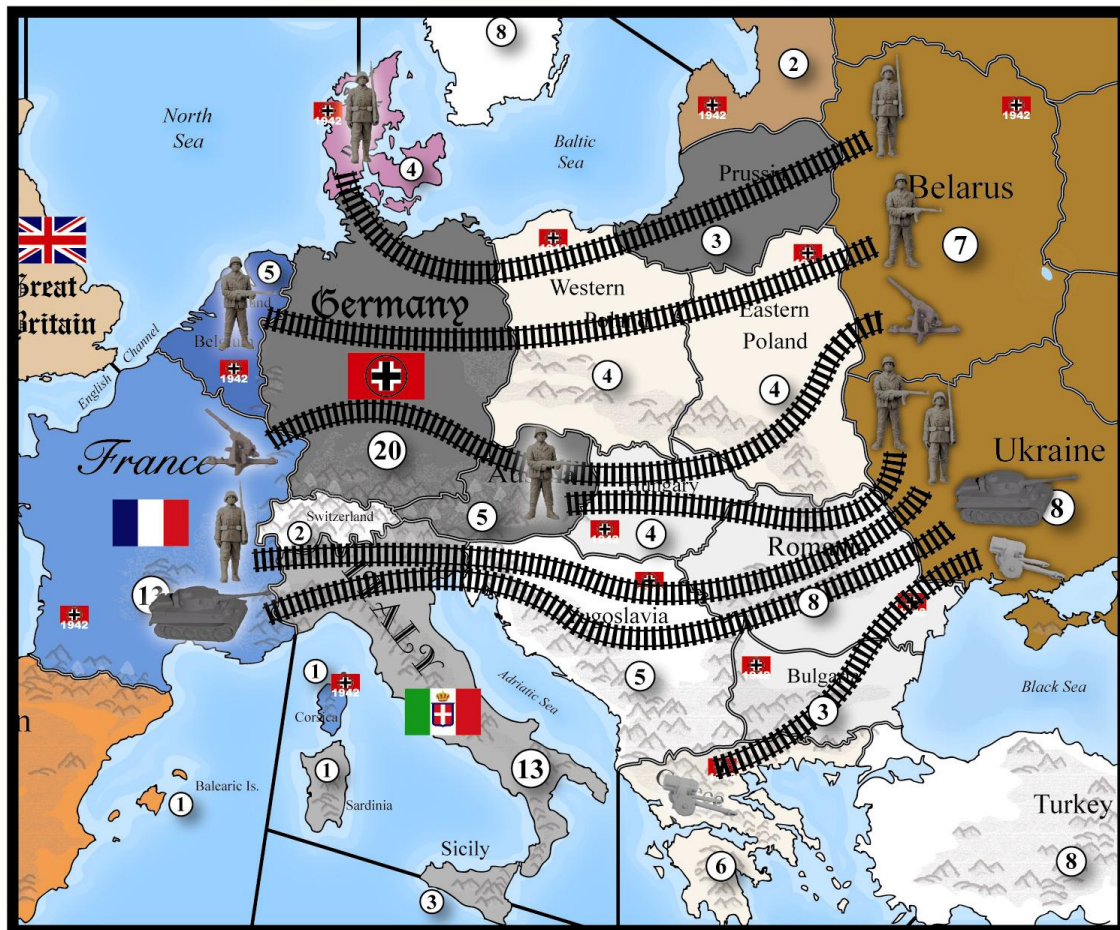 8
2
North
Sea
1942
1942
1942
Baltic
Sea
4
Prussia
Belarus
3
7
5
Great
Britain
Germany
Western
Eastern
Poland
English Channel
1942
4
4
France
20
Ukraine
Hungary
Switzerland
2
5
4
8
Romania
1942
ITALY
8
1
1942
5
Adriatic Sea
Black Sea
Corsica
3
1
13
Balearic Is.
1
Sardinia
Turkey
Sicily
6
8
3